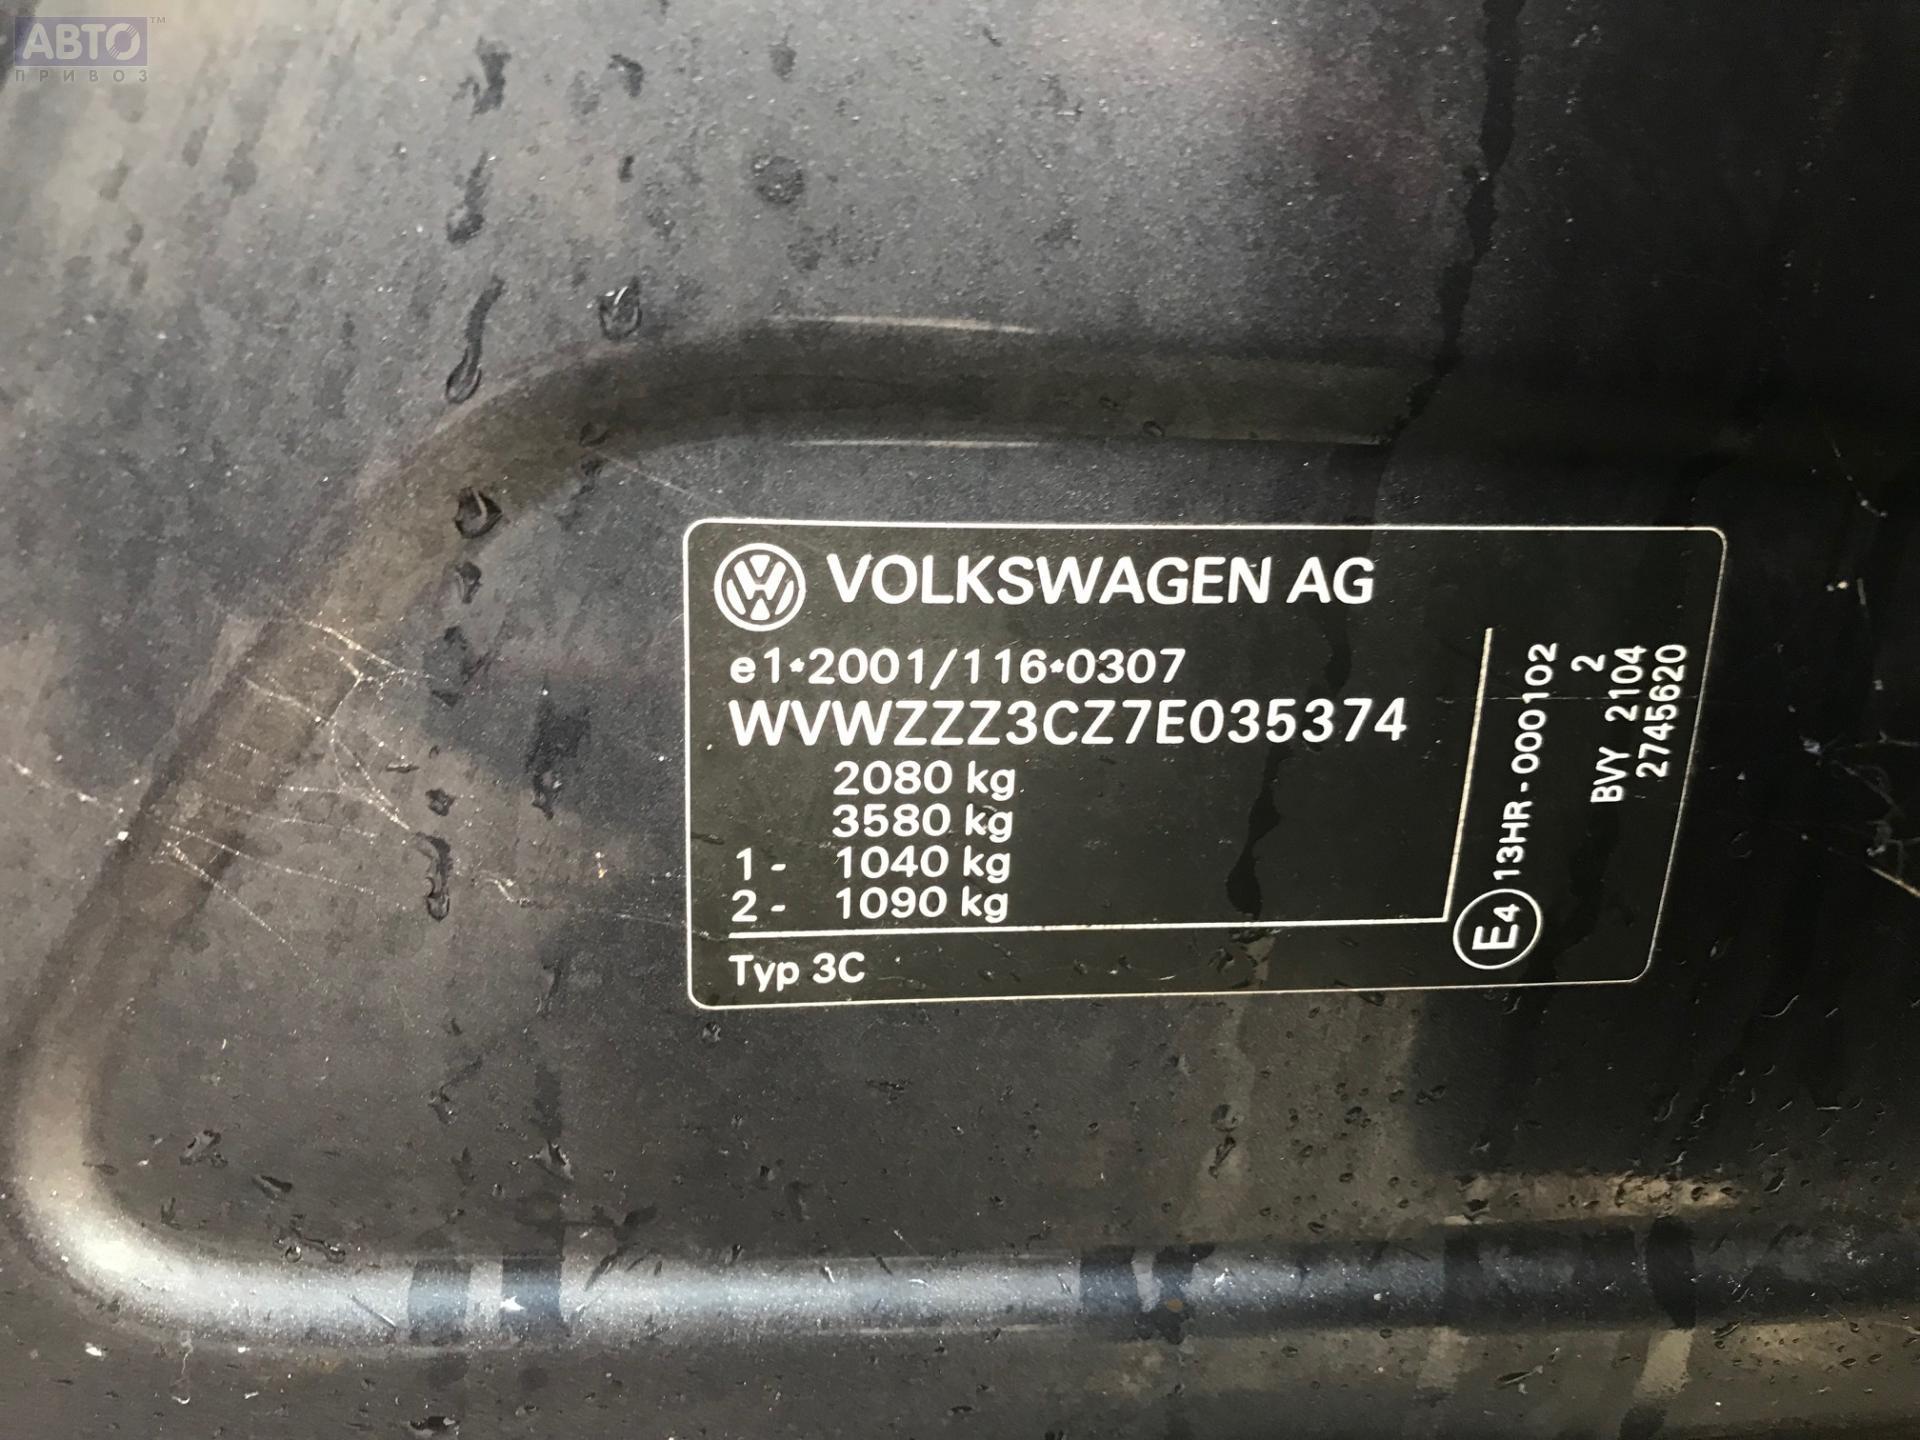 АВТО™
ПРИВОЗ
VOLKSWAGEN AG
e1*2001/116*0307
WVWZZZ3CZ7E035374
2080 kg
3580 kg
1- 1040 kg
2- 1090 kg
Typ 3C
E4 13HR-000102
2
BVY 2104
2745620